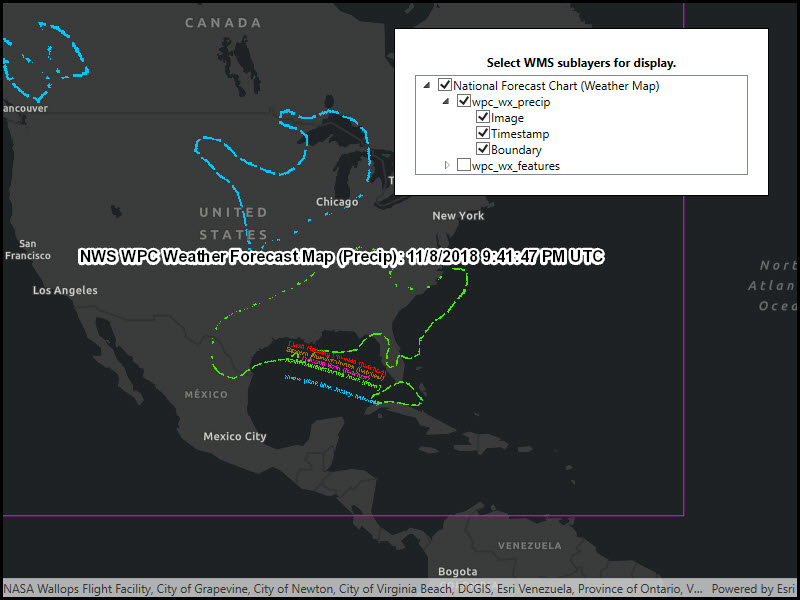 CANADA
Select WMS sublayers for display.
National Forecast Chart (Weather Map)
wpc_wx_precip
Image
Timestamp
Boundary
wpc_wx_features
ancouver
T
Chicago
UNITED
STATES
New York
San
Francisco
NWS WPC Weather Forecast Map (Precip): 11/8/2018 9:41:47 PM UTC
Los Angeles
Nort
Atlan
Ocea
MÉXICO
Mexico City
VENEZUELA
Bogota
NASA Wallops Flight Facility, City of Grapevine, City of Newton, City of Virginia Beach, DCGIS, Esri Venezuela, Province of Ontario, V... Powered by Esri